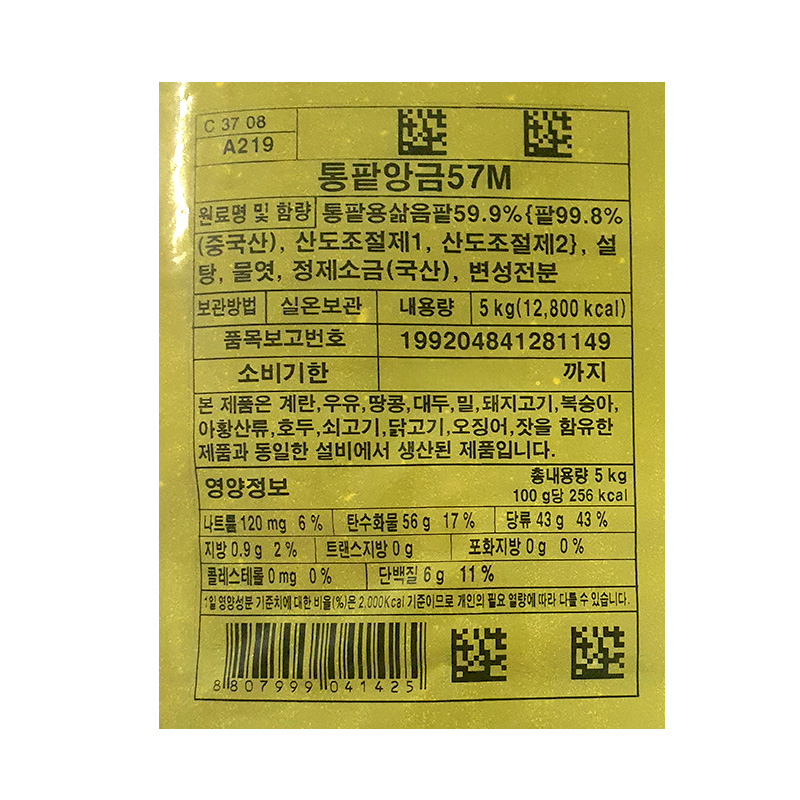 C 37 08
A219
통팥앙금57M
원료명 및 함량 통팥용삶음팥59.9%{팥99.8%
(중국산), 산도조절제1, 산도조절제2}, 설
탕, 물엿, 정제소금(국산), 변성전분
보관방법 실온보관 내용량 5 kg(12,800 kcal)
품목보고번호 199204841281149
소비기한 까지
본 제품은 계란,우유,땅콩,대두,밀,돼지고기,복숭아,
아황산류,호두,쇠고기,닭고기,오징어,잣을 함유한
제품과 동일한 설비에서 생산된 제품입니다.
영양정보 총내용량 5 kg
100 g당 256 kcal
나트륨 120 mg 6 % 탄수화물 56 g 17 % 당류 43 g 43 %
지방 0.9 g 2 % 트랜스지방 0 g 포화지방 0 g 0 %
콜레스테롤 0 mg 0 % 단백질 6 g 11 %
1일 영양성분 기준치에 대한 비율(%)은 2,000Kcal 기준이므로 개인의 필요 열량에 따라 다를 수 있습니다.
8 807999 041425